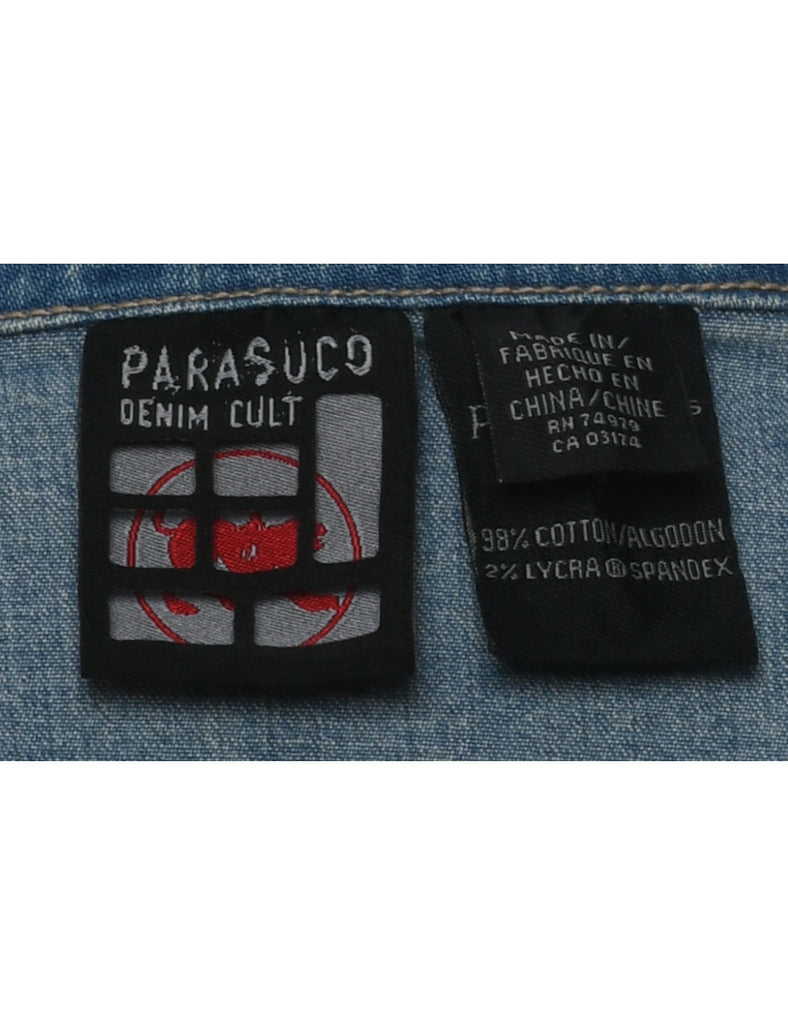 PARASUCO
DENIM CULT
MADE IN/
FABRIQUE EN
HECHO EN
CHINA/CHINE
RN 74979
CA 03174
98% COTTON/ALGODON
2% LYCRA ® SPANDEX